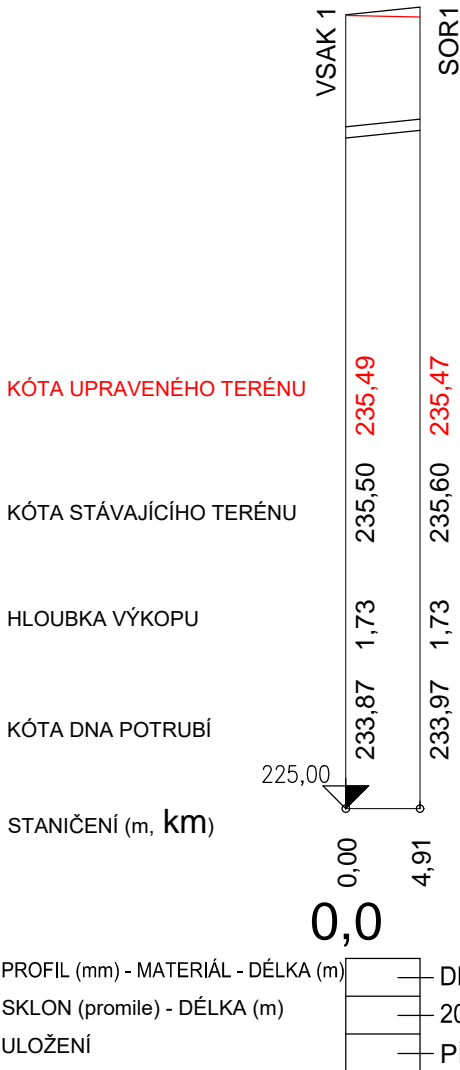 VSAK 1 SOR1
KÓTA UPRAVENÉHO TERÉNU 235,49 235,47
KÓTA STÁVAJÍCÍHO TERÉNU 235,50 235,60
HLOUBKA VÝKOPU 1,73 1,73
KÓTA DNA POTRUBÍ 233,87 233,97
225,00
STANIČENÍ (m, km) 0,00 4,91
0,0
PROFIL (mm) - MATERIÁL - DÉLKA (m)
SKLON (promile) - DÉLKA (m) 20
ULOŽENÍ